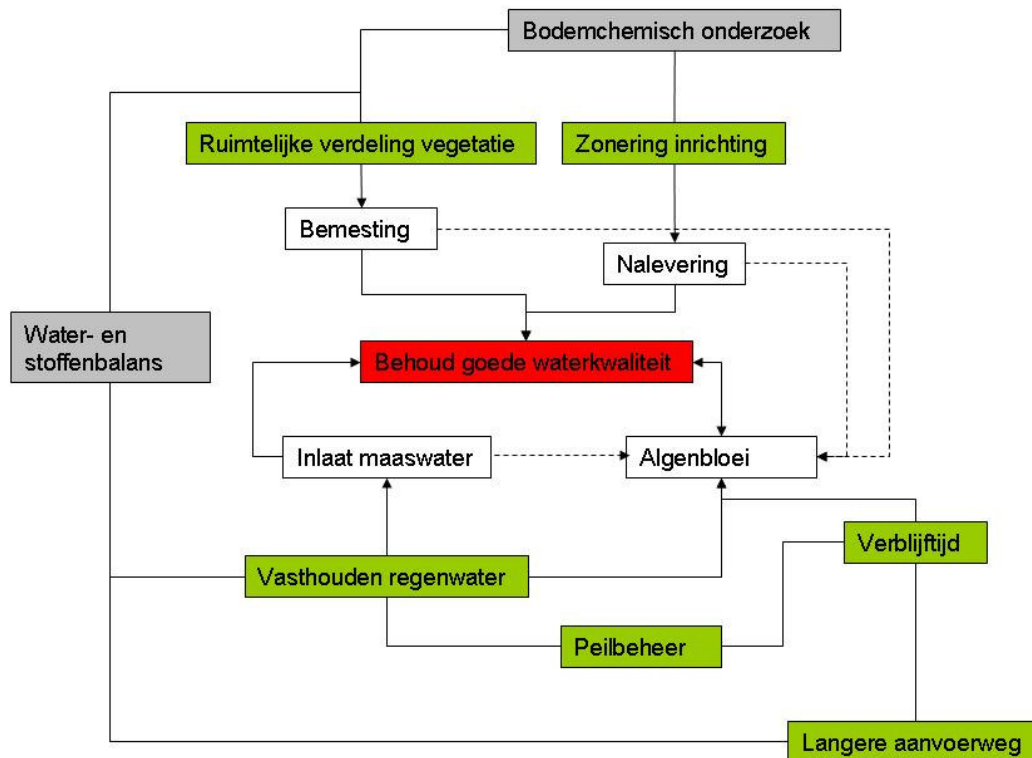 Bodemchemisch onderzoek
Ruimtelijke verdeling vegetatie
Zonering inrichting
Bemesting
Nalevering
Water- en
stoffenbalans
Behoud goede waterkwaliteit
Inlaat maaswater
Algenbloei
Verblijftijd
Vasthouden regenwater
Peilbeheer
Langere aanvoerweg